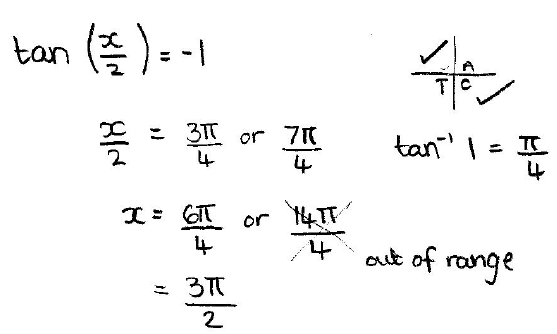 tan (x/2) = -1
✓ A
T C ✓
x/2 = 3π/4 or 7π/4
tan⁻¹ 1 = π/4
x = 6π/4 or 14π/4 out of range
= 3π/2